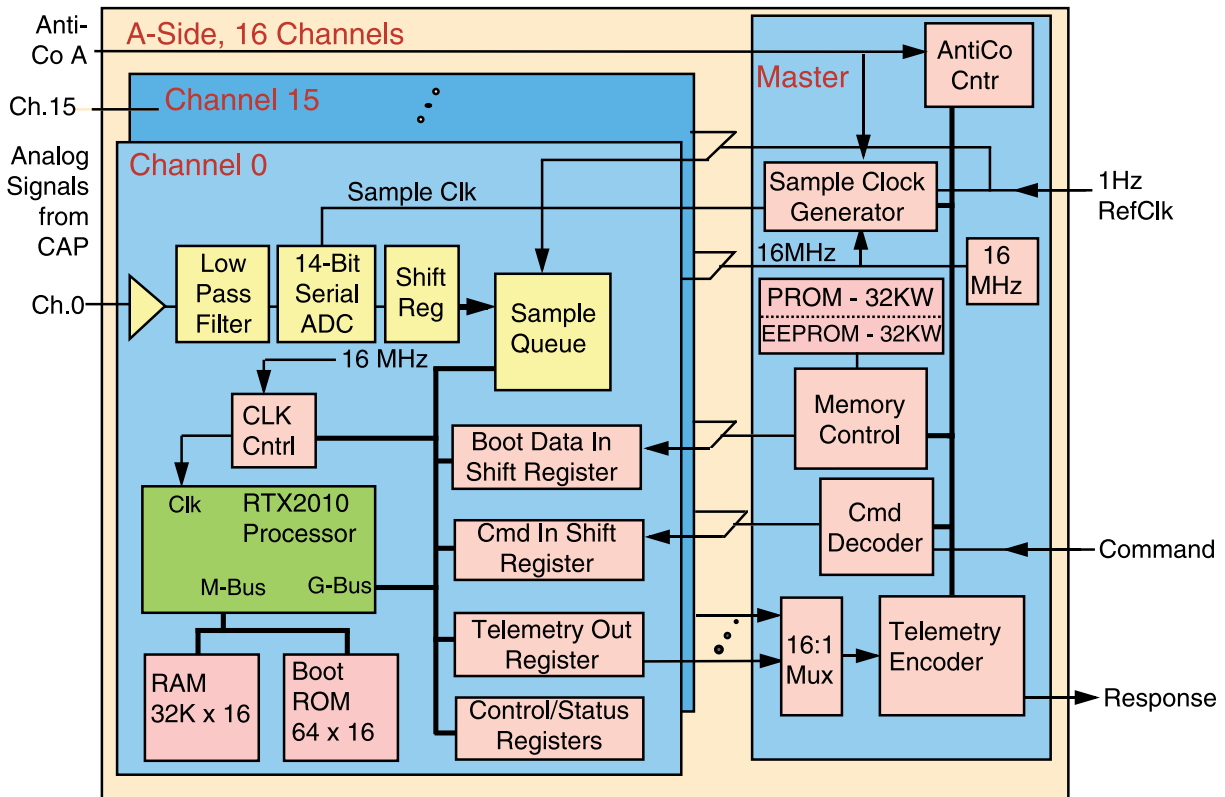 Anti-
Co A
A-Side, 16 Channels
AntiCo
Cntr
Master
Ch.15
Channel 15
Analog
Signals
from
CAP
Channel 0
Sample Clk
Sample Clock
Generator
1Hz
RefClk
16MHz
16
MHz
Low
Pass
Filter
14-Bit
Serial
ADC
Shift
Reg
Sample
Queue
Ch.0
PROM - 32KW
EEPROM - 32KW
16 MHz
CLK
Cntrl
Memory
Control
Boot Data In
Shift Register
Clk
RTX2010
Processor
M-Bus
G-Bus
Cmd In Shift
Register
Cmd
Decoder
Command
Telemetry Out
Register
16:1
Mux
Telemetry
Encoder
Response
RAM
32K x 16
Boot
ROM
64 x 16
Control/Status
Registers